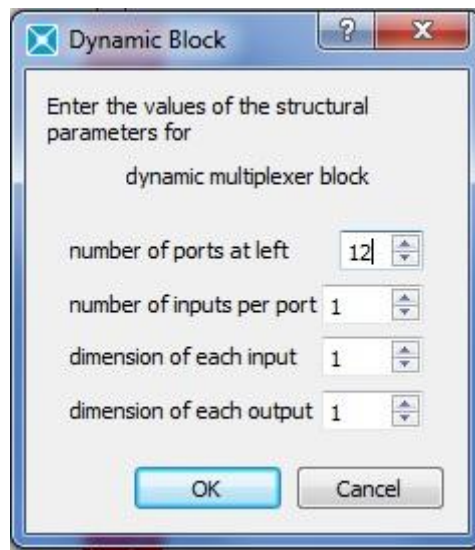 Dynamic Block
? X
Enter the values of the structural
parameters for
dynamic multiplexer block
number of ports at left 12
number of inputs per port 1
dimension of each input 1
dimension of each output 1
OK Cancel